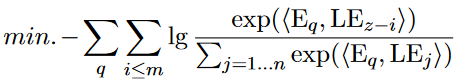 min. − ∑_q ∑_{i≤m} lg exp(⟨E_q, LE_{z−i}⟩) / ∑_{j=1...n} exp(⟨E_q, LE_j⟩)